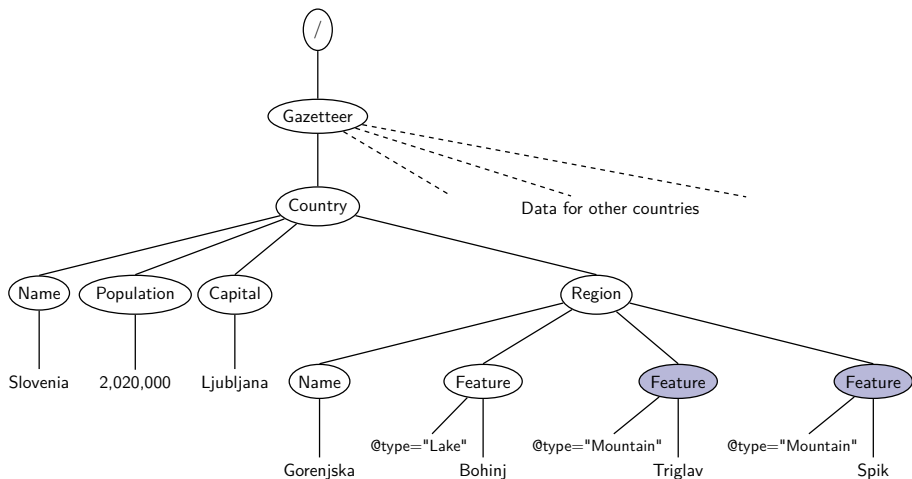 /
Gazetteer
Country
Data for other countries
Name
Population
Capital
Region
Slovenia
2,020,000
Ljubljana
Name
Feature
Feature
Feature
@type="Lake"
@type="Mountain"
@type="Mountain"
Gorenjska
Bohinj
Triglav
Spik